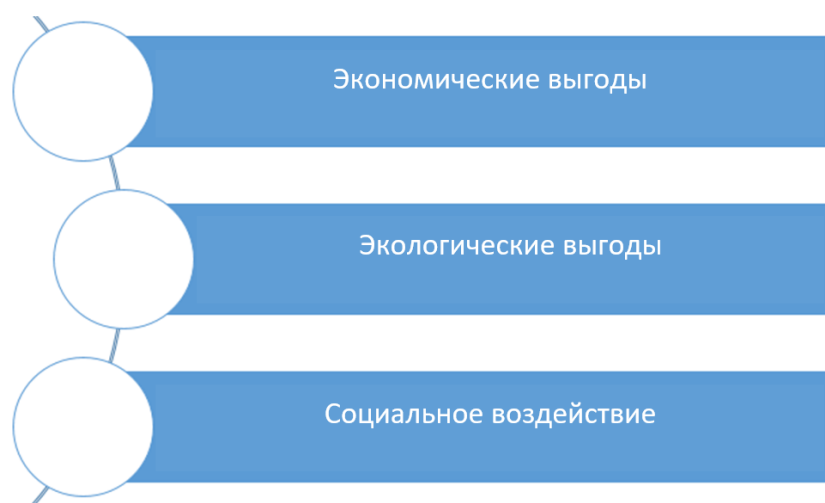 Экономические выгоды
Экологические выгоды
Социальное воздействие